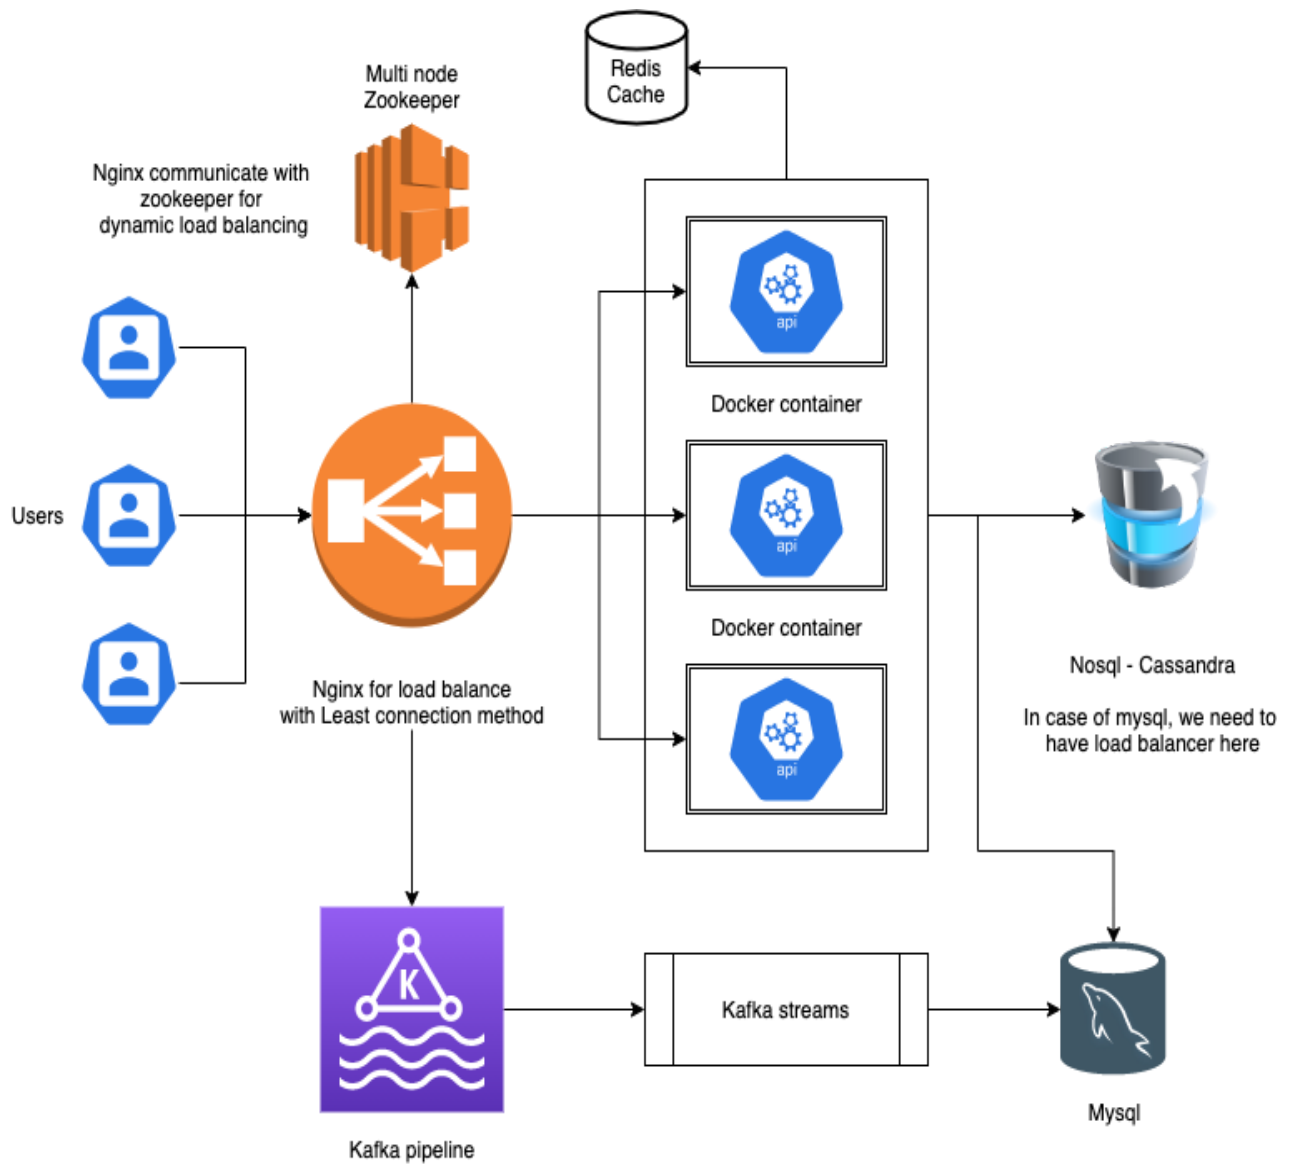 Redis
Cache
Multi node
Zookeeper
Nginx communicate with
zookeeper for
dynamic load balancing
api
Docker container
Users
api
Docker container
Nginx for load balance
with Least connection method
Nosql - Cassandra
In case of mysql, we need to
have load balancer here
api
K
Kafka streams
Kafka pipeline
Mysql